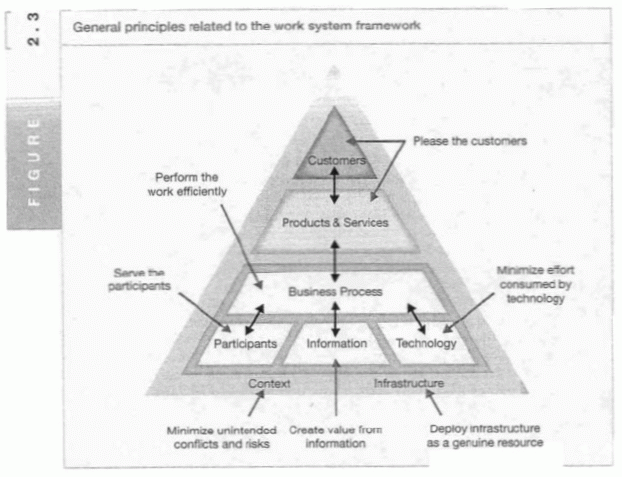 2.3
FIGURE
General principles related to the work system framework
Customers
Please the customers
Perform the
work efficiently
Products & Services
Serve the
participants
Business Process
Minimize effort
consumed by
technology
Participants
Information
Technology
Context
Infrastructure
Minimize unintended
conflicts and risks
Create value from
information
Deploy infrastructure
as a genuine resource